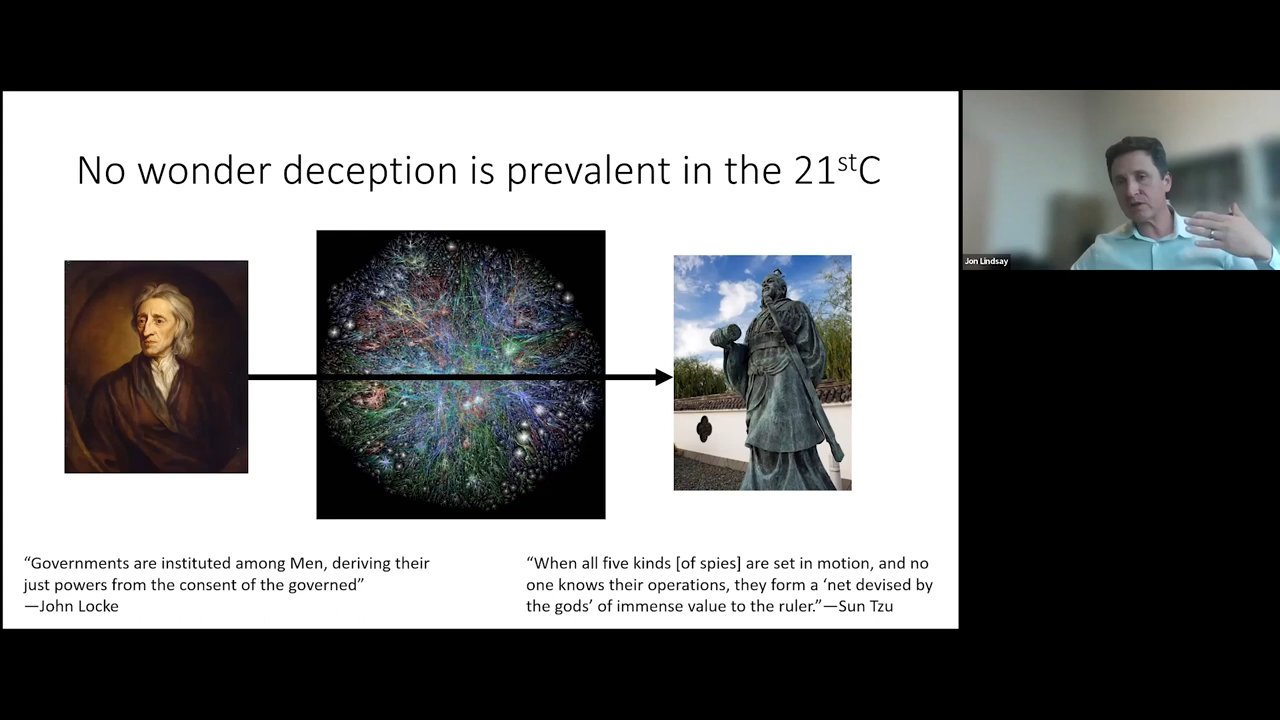 No wonder deception is prevalent in the 21stC
Jon Lindsay
“Governments are instituted among Men, deriving their
just powers from the consent of the governed”
—John Locke
“When all five kinds [of spies] are set in motion, and no
one knows their operations, they form a ‘net devised by
the gods’ of immense value to the ruler.”—Sun Tzu